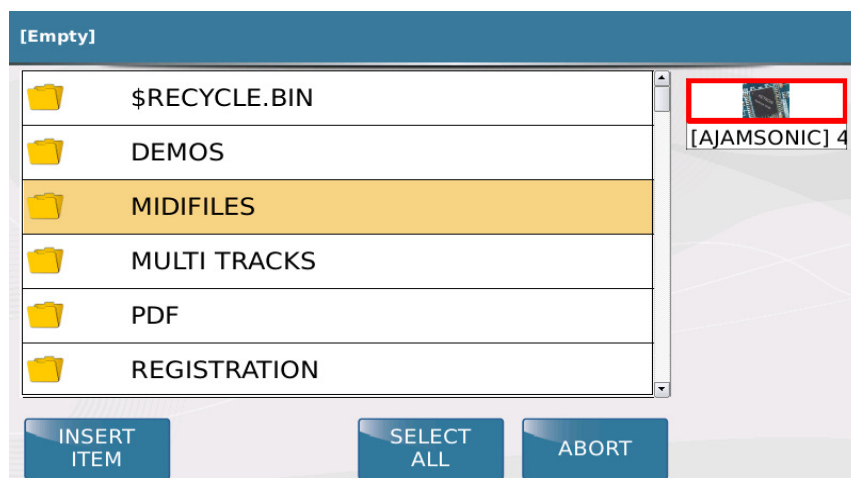 [Empty]
$RECYCLE.BIN
DEMOS
MIDIFILES
MULTI TRACKS
PDF
REGISTRATION
[AJAMSONIC] 4
INSERT
ITEM
SELECT
ALL
ABORT